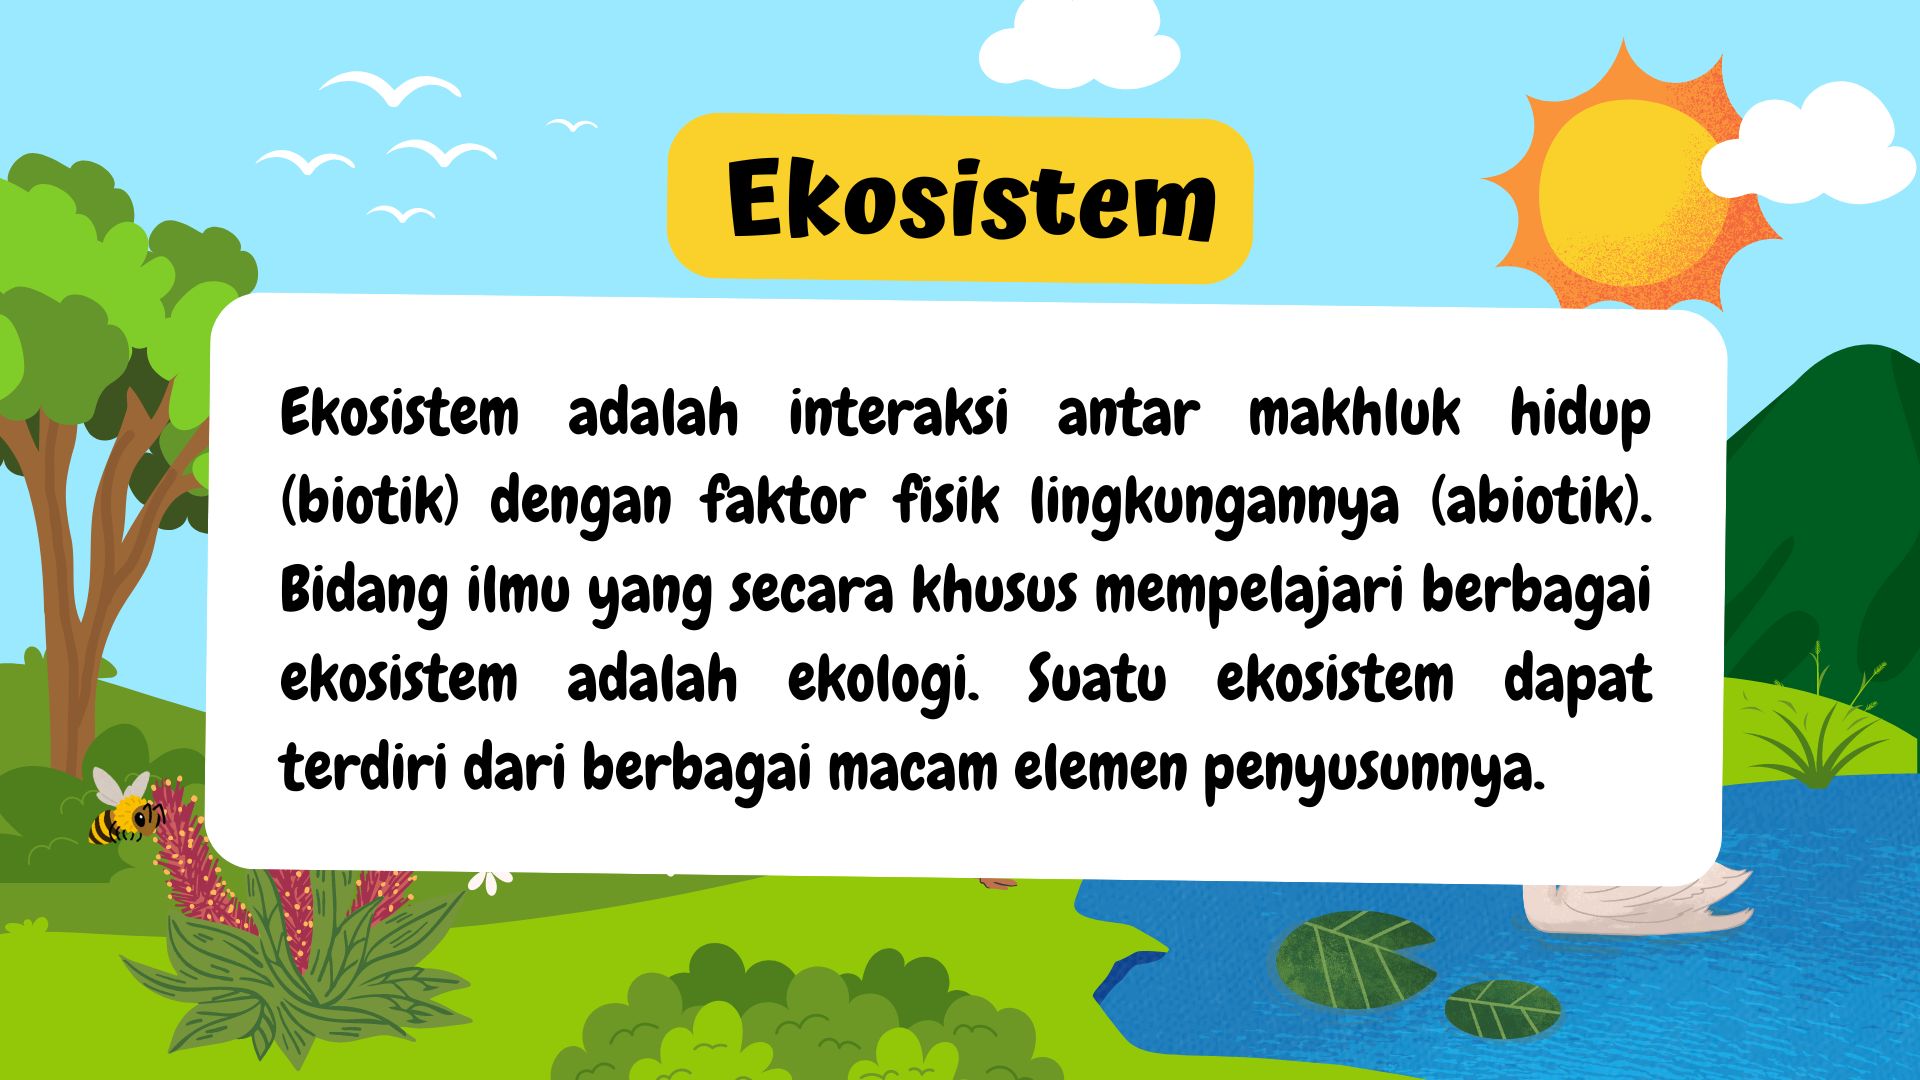 Ekosistem
Ekosistem adalah interaksi antar makhluk hidup
(biotik) dengan faktor fisik lingkungannya (abiotik).
Bidang ilmu yang secara khusus mempelajari berbagai
ekosistem adalah ekologi. Suatu ekosistem dapat
terdiri dari berbagai macam elemen penyusunnya.